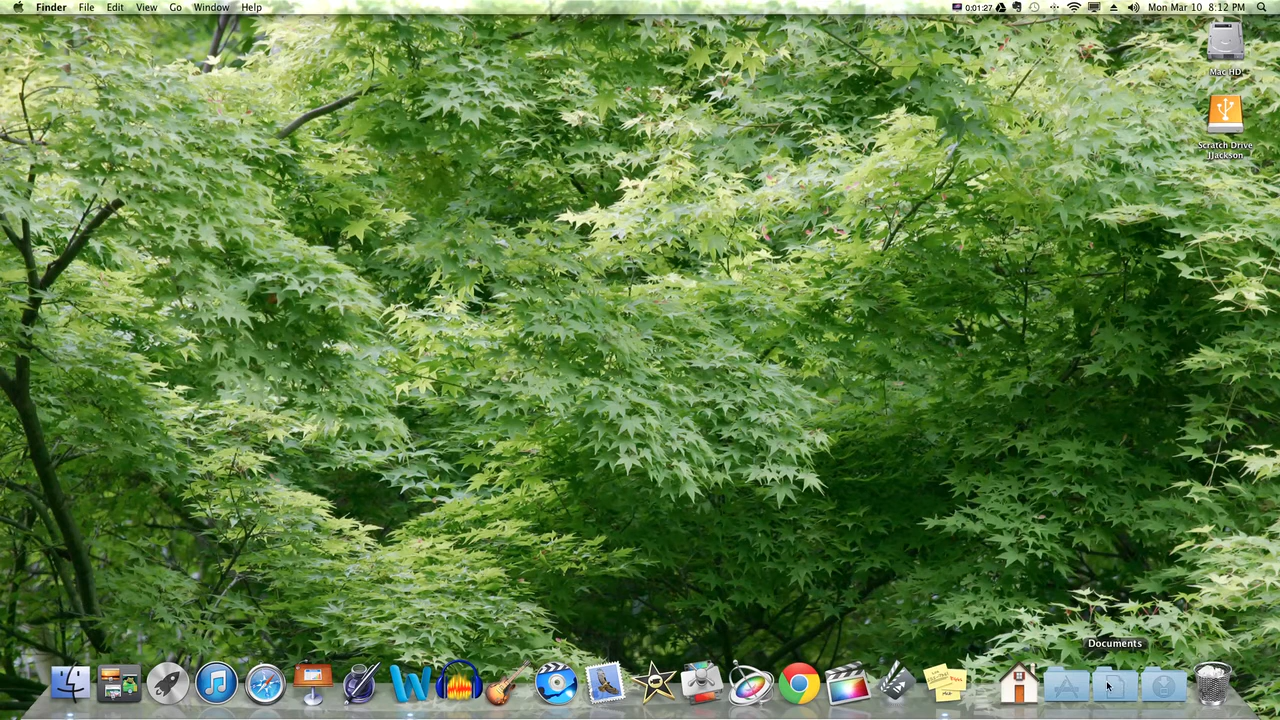 Finder File Edit View Go Window Help 0:01:27 Mon Mar 10 8:12 PM
Mac HD
Scratch Drive
JJackson
Documents